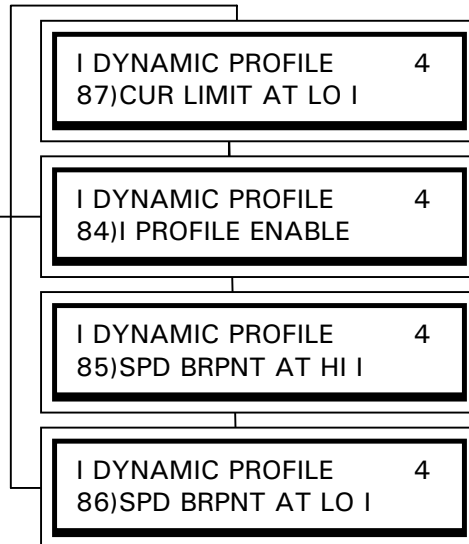 I DYNAMIC PROFILE 4
87)CUR LIMIT AT LO I
I DYNAMIC PROFILE 4
84)I PROFILE ENABLE
I DYNAMIC PROFILE 4
85)SPD BRPNT AT HI I
I DYNAMIC PROFILE 4
86)SPD BRPNT AT LO I